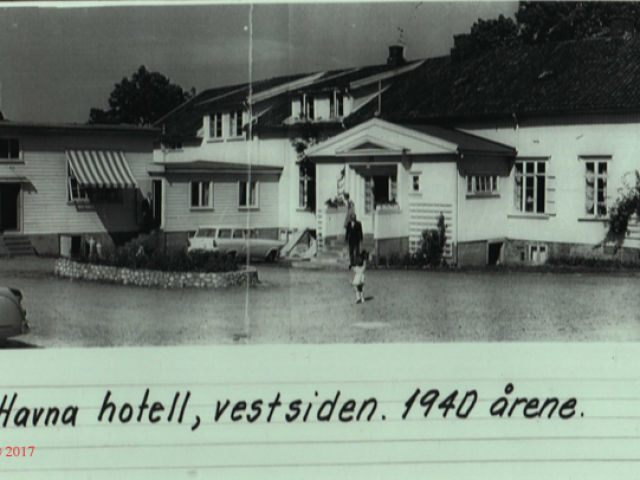 Havna hotell, vestsiden. 1940 årene.
2017